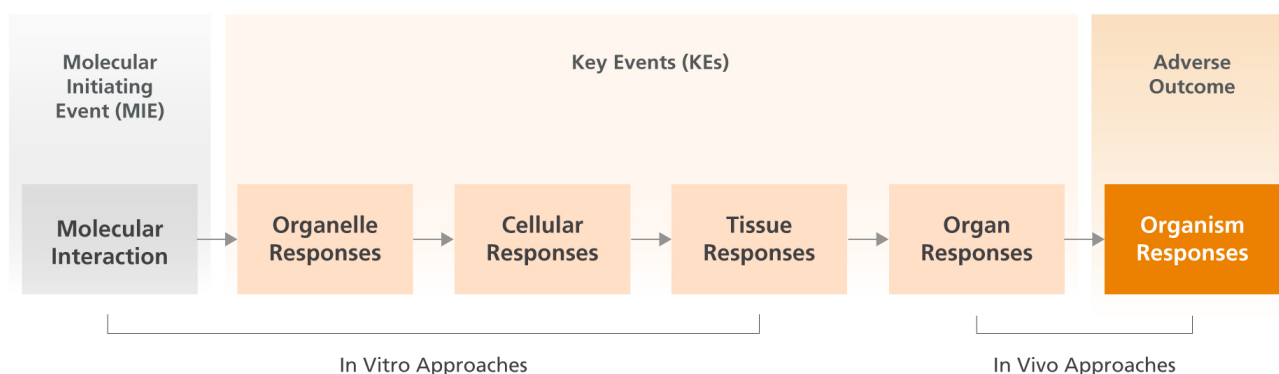 Molecular
Initiating
Event (MIE)
Key Events (KEs)
Adverse
Outcome
Molecular
Interaction
Organelle
Responses
Cellular
Responses
Tissue
Responses
Organ
Responses
Organism
Responses
In Vitro Approaches
In Vivo Approaches